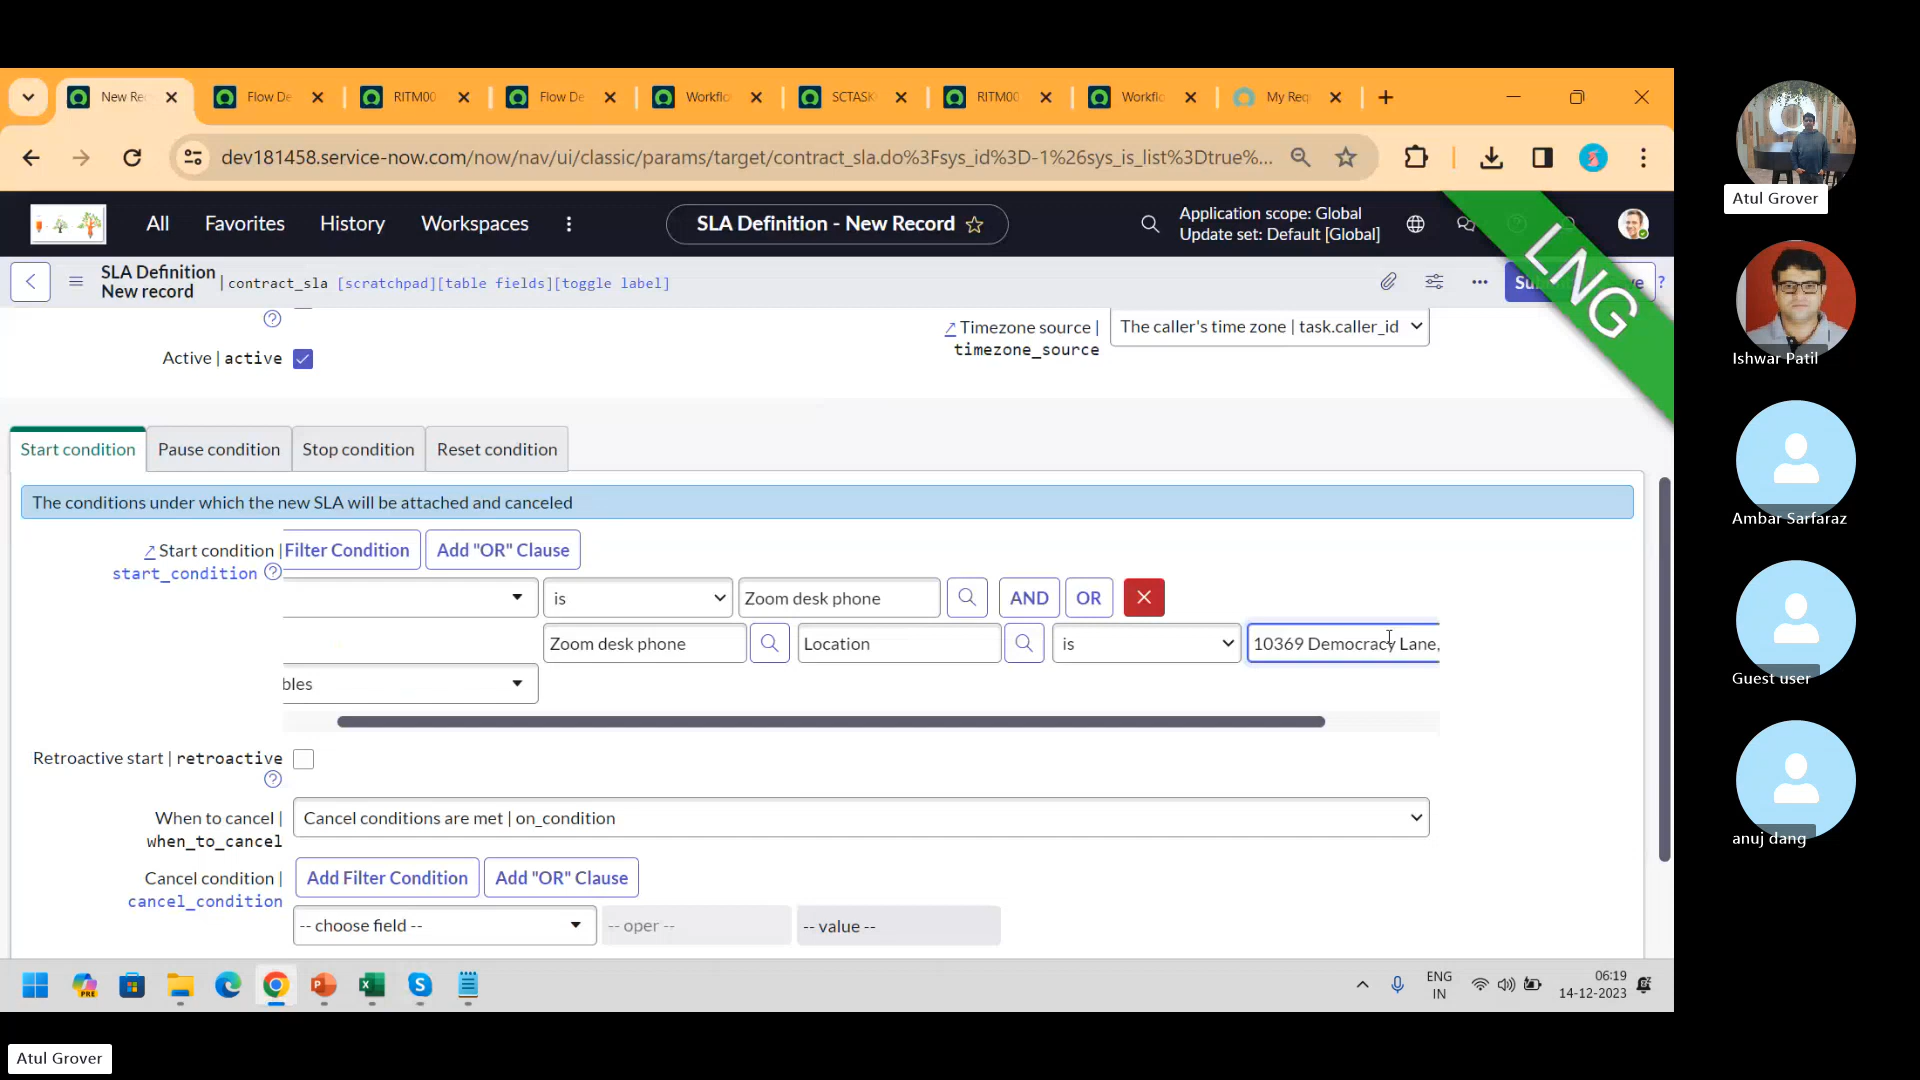 New Re
Flow De
RITM00
Flow De
Workflo
SCTASK
RITM00
Workflo
My Req
dev181458.service-now.com/now/nav/ui/classic/params/target/contract_sla.do%3Fsys_id%3D-1%26sys_is_list%3Dtrue%...
All
Favorites
History
Workspaces
SLA Definition - New Record
Application scope: Global
Update set: Default [Global]
LNG
SLA Definition
New record
contract_sla [scratchpad][table fields][toggle label]
Timezone source |
timezone_source
The caller's time zone | task.caller_id
Active | active
Start condition
Pause condition
Stop condition
Reset condition
The conditions under which the new SLA will be attached and canceled
Start condition |
start_condition
Filter Condition
Add "OR" Clause
is
Zoom desk phone
AND
OR
Zoom desk phone
Location
is
10369 Democracy Lane,
bles
Retroactive start | retroactive
When to cancel |
when_to_cancel
Cancel conditions are met | on_condition
Cancel condition |
cancel_condition
Add Filter Condition
Add "OR" Clause
-- choose field --
-- oper --
-- value --
PRE
ENG
IN
06:19
14-12-2023
Atul Grover
Ishwar Patil
Ambar Sarfaraz
Guest user
anuj dang
Atul Grover